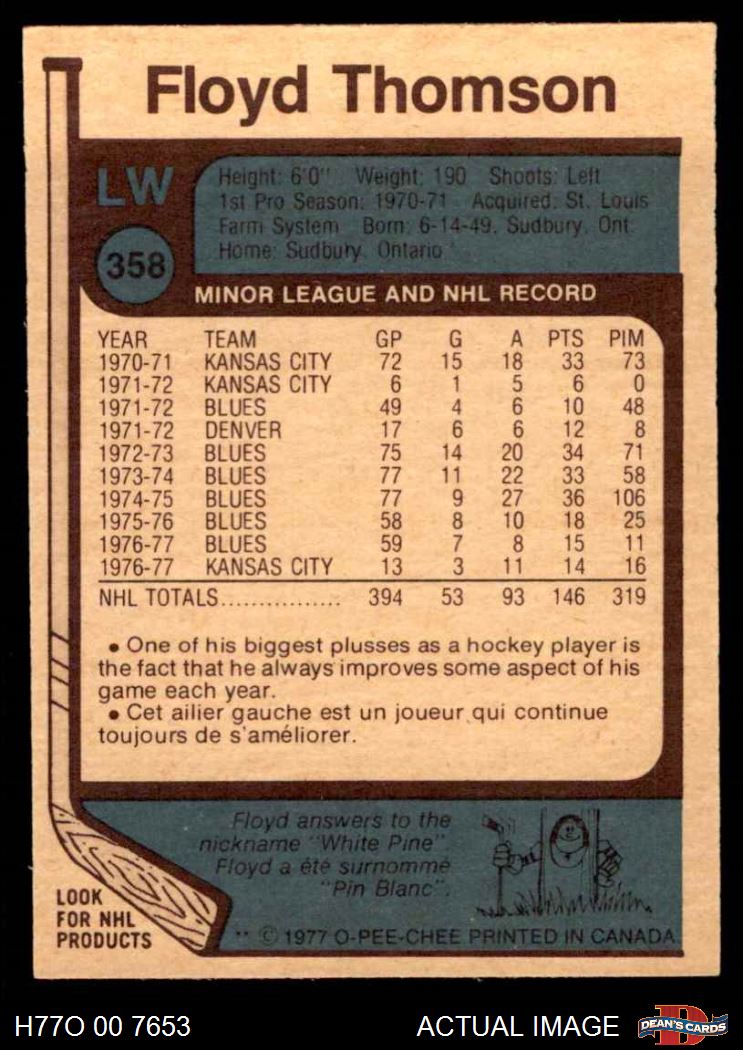 Floyd Thomson
LW
Height: 6'0" Weight: 190 Shoots: Left
1st Pro Season: 1970-71 Acquired: St. Louis
Farm System Born: 6-14-49, Sudbury, Ont.
Home: Sudbury, Ontario
358
MINOR LEAGUE AND NHL RECORD
YEAR TEAM GP G A PTS PIM
1970-71 KANSAS CITY 72 15 18 33 73
1971-72 KANSAS CITY 6 1 5 6 0
1971-72 BLUES 49 4 6 10 48
1971-72 DENVER 17 6 6 12 8
1972-73 BLUES 75 14 20 34 71
1973-74 BLUES 77 11 22 33 58
1974-75 BLUES 77 9 27 36 106
1975-76 BLUES 58 8 10 18 25
1976-77 BLUES 59 7 8 15 11
1976-77 KANSAS CITY 13 3 11 14 16
NHL TOTALS................ 394 53 93 146 319
• One of his biggest plusses as a hockey player is
the fact that he always improves some aspect of his
game each year.
• Cet ailier gauche est un joueur qui continue
toujours de s'améliorer.
Floyd answers to the
nickname "White Pine"
Floyd a été surnommé
"Pin Blanc".
LOOK
FOR NHL
PRODUCTS
** © 1977 O-PEE-CHEE PRINTED IN CANADA
H77O 00 7653 ACTUAL IMAGE
D
DEAN'S CARDS